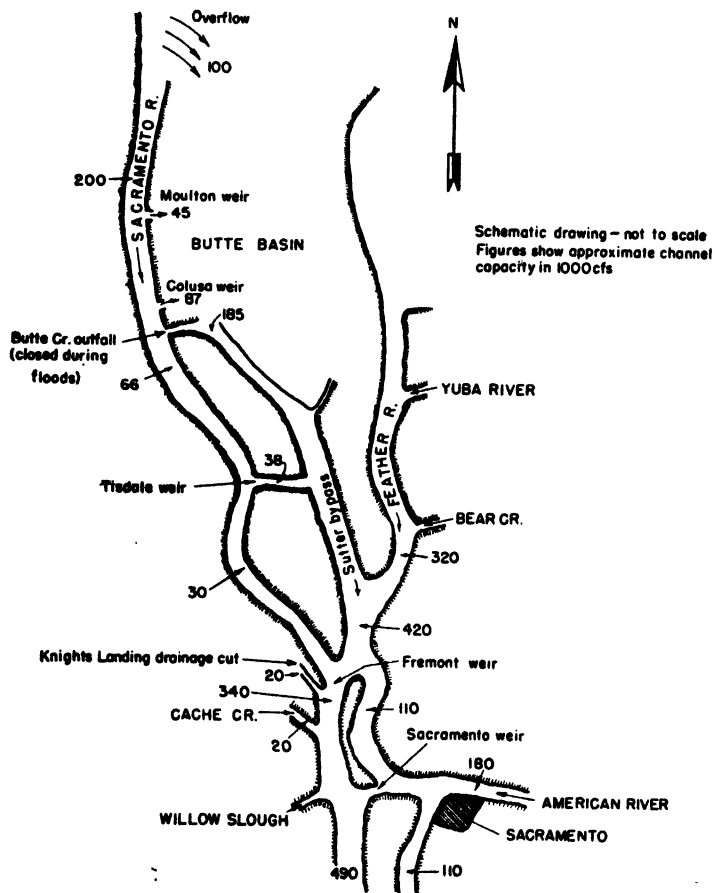 Overflow
100
N
SACRAMENTO R.
200
Moulton weir
45
BUTTE BASIN
Schematic drawing – not to scale
Figures show approximate channel
capacity in 1000cfs
Colusa weir
87
185
Butte Cr. outfall
(closed during
floods)
66
YUBA RIVER
FEATHER R.
38
Tisdale weir
Sutter bypass
BEAR CR.
320
30
420
Knights Landing drainage cut
Fremont weir
20
340
110
CACHE CR.
20
Sacramento weir
180
AMERICAN RIVER
WILLOW SLOUGH
SACRAMENTO
490
110